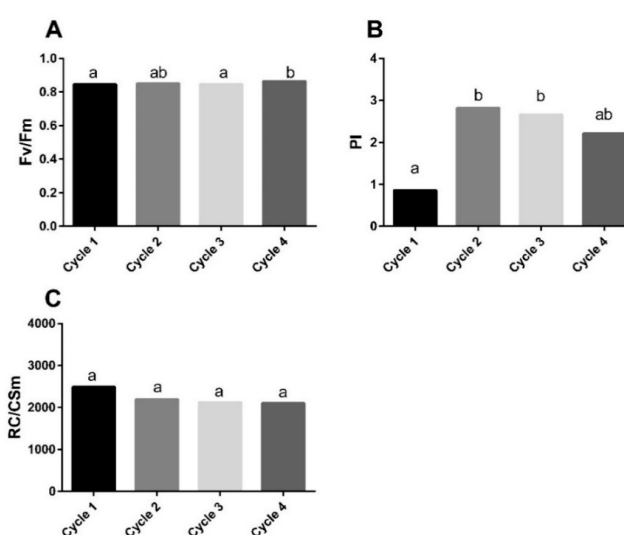 A
Fv/Fm
1.0
0.8
0.6
0.4
0.2
0.0
a
ab
a
b
Cycle 1
Cycle 2
Cycle 3
Cycle 4
B
PI
4
3
2
1
0
a
b
b
ab
Cycle 1
Cycle 2
Cycle 3
Cycle 4
C
RC/CSm
4000
3000
2000
1000
0
a
a
a
a
Cycle 1
Cycle 2
Cycle 3
Cycle 4